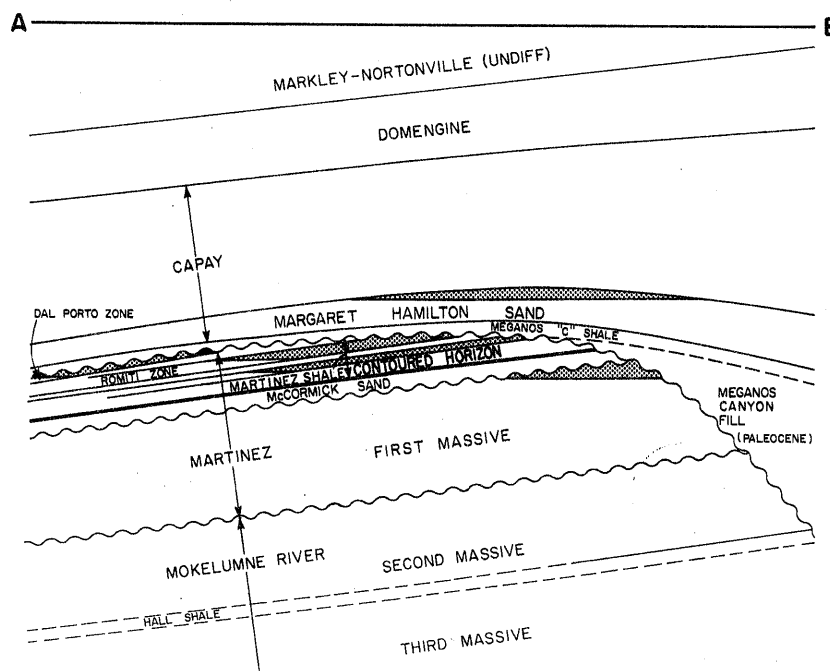 A
B
MARKLEY-NORTONVILLE (UNDIFF)
DOMENGINE
CAPAY
DAL PORTO ZONE
MARGARET HAMILTON SAND
MEGANOS "C" SHALE
ROMITI ZONE
MARTINEZ SHALE
CONTOURED HORIZON
McCORMICK SAND
MEGANOS
CANYON
FILL
(PALEOCENE)
MARTINEZ
FIRST MASSIVE
MOKELUMNE RIVER
SECOND MASSIVE
HALL SHALE
THIRD MASSIVE